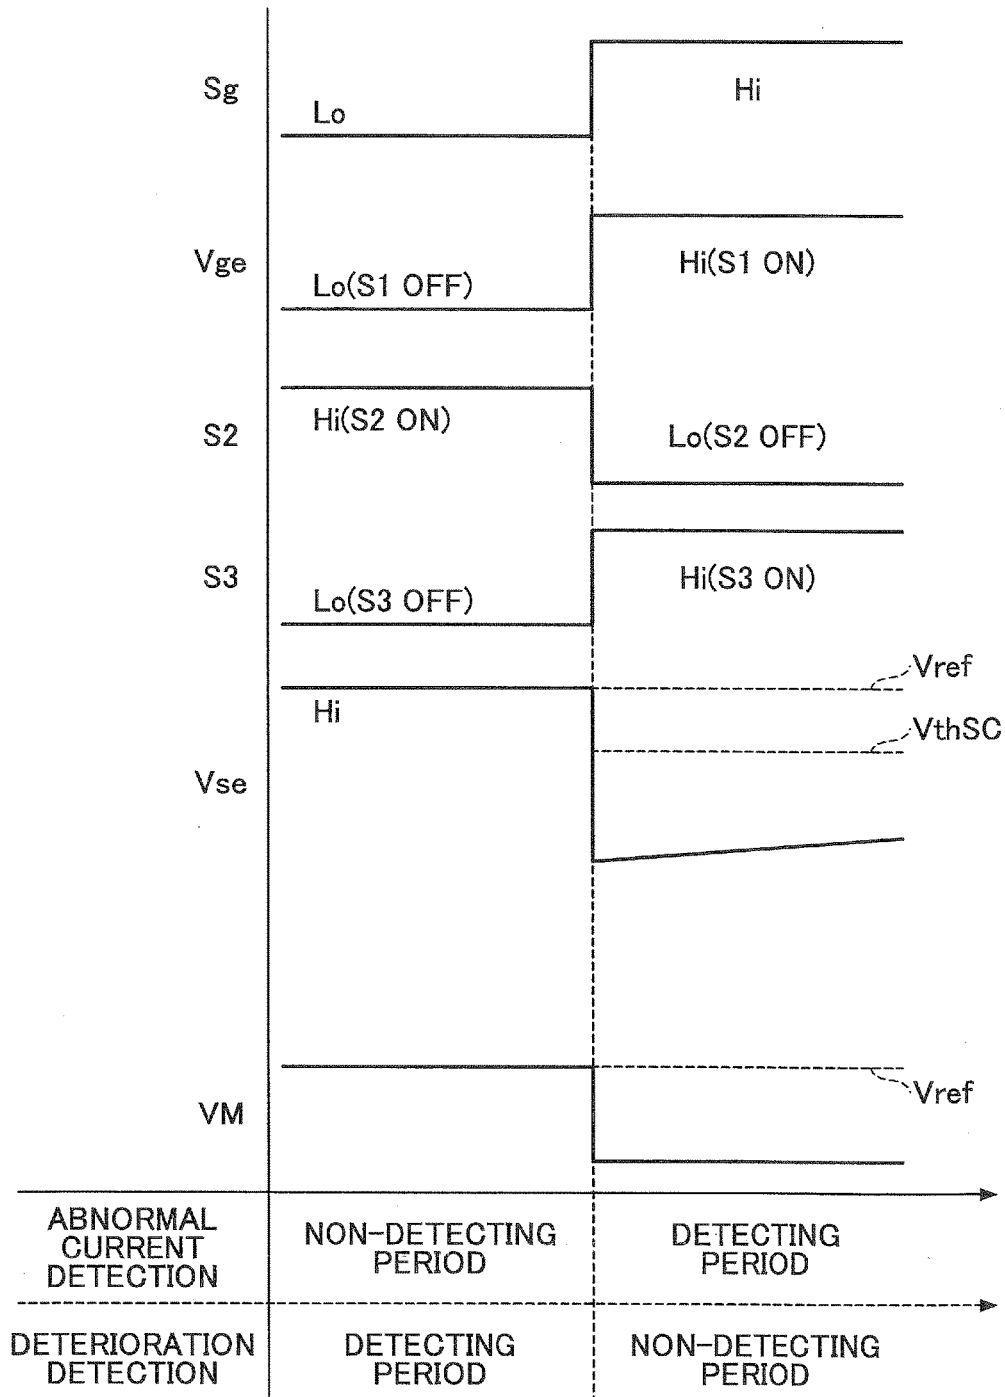 Sg
Lo
Hi
Vge
Lo(S1 OFF)
Hi(S1 ON)
S2
Hi(S2 ON)
Lo(S2 OFF)
S3
Lo(S3 OFF)
Hi(S3 ON)
Vref
Hi
VthSC
Vse
Vref
VM
ABNORMAL
CURRENT
DETECTION
NON-DETECTING
PERIOD
DETECTING
PERIOD
DETERIORATION
DETECTION
DETECTING
PERIOD
NON-DETECTING
PERIOD